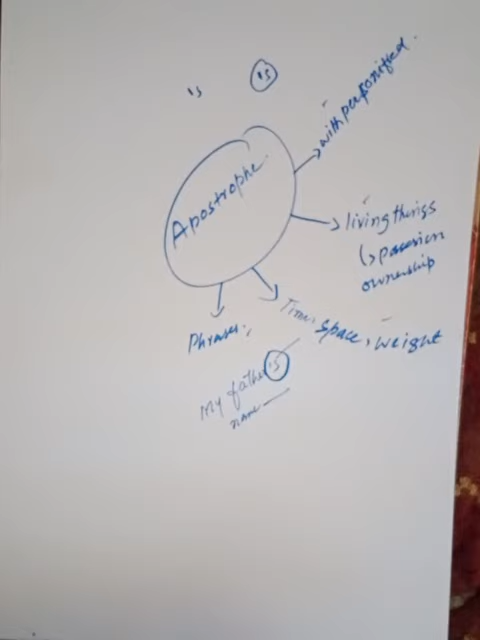 's 's
with personified.
Apostrophe
living things
↳ possession
ownership
Time, space, weight
Phrases,
My father's
name